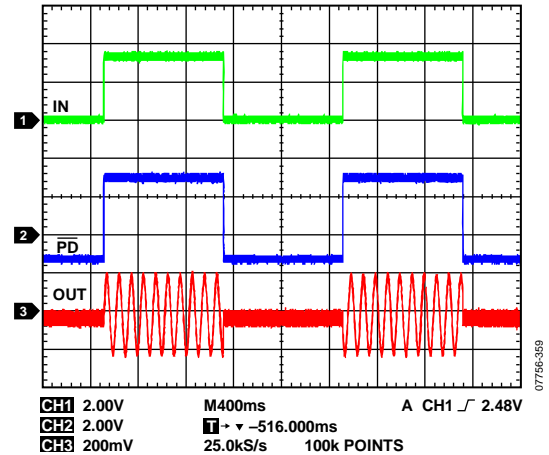 IN
1
2
PD
OUT
3
07756-359
CH1 2.00V M400ms A CH1 2.48V
CH2 2.00V T→▼ –516.000ms
CH3 200mV 25.0kS/s 100k POINTS